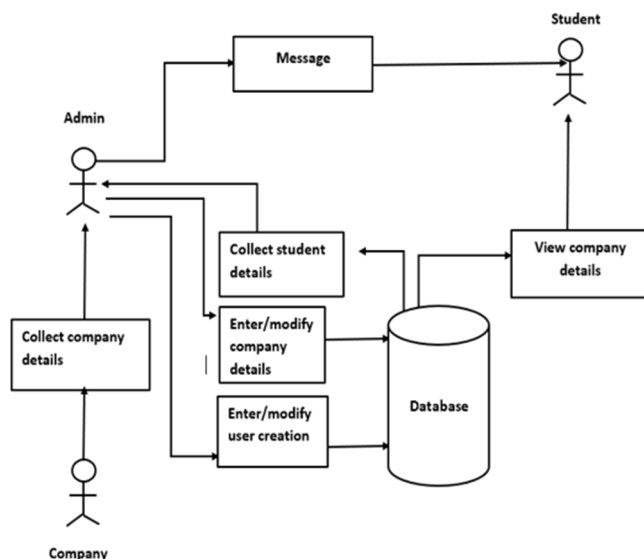 Student
Message
Admin
Collect student
details
View company
details
Enter/modify
company
details
Collect company
details
Database
Enter/modify
user creation
Company